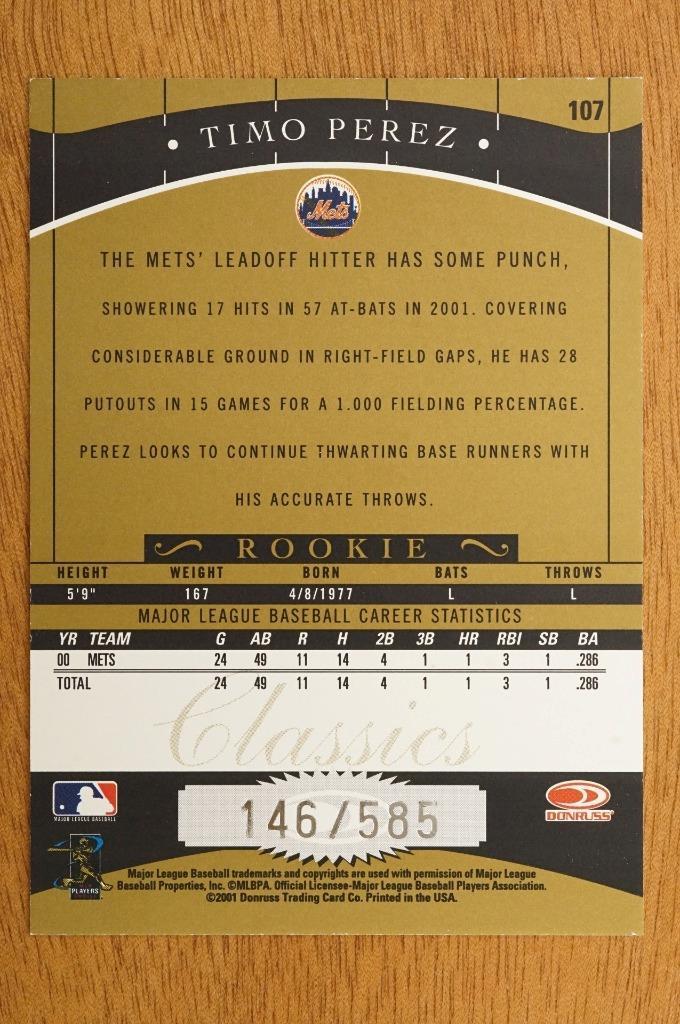 107
• TIMO PEREZ •
Mets
THE METS' LEADOFF HITTER HAS SOME PUNCH,
SHOWERING 17 HITS IN 57 AT-BATS IN 2001. COVERING
CONSIDERABLE GROUND IN RIGHT-FIELD GAPS, HE HAS 28
PUTOUTS IN 15 GAMES FOR A 1.000 FIELDING PERCENTAGE.
PEREZ LOOKS TO CONTINUE THWARTING BASE RUNNERS WITH
HIS ACCURATE THROWS.
ROOKIE
HEIGHT WEIGHT BORN BATS THROWS
5'9" 167 4/8/1977 L L
MAJOR LEAGUE BASEBALL CAREER STATISTICS
YR TEAM G AB R H 2B 3B HR RBI SB BA
00 METS 24 49 11 14 4 1 1 3 1 .286
TOTAL 24 49 11 14 4 1 1 3 1 .286
Classics
146/585
MAJOR LEAGUE BASEBALL
DONRUSS
PLAYERS
Major League Baseball trademarks and copyrights are used with permission of Major League
Baseball Properties, Inc. ©MLBPA. Official Licensee-Major League Baseball Players Association.
©2001 Donruss Trading Card Co. Printed in the USA.